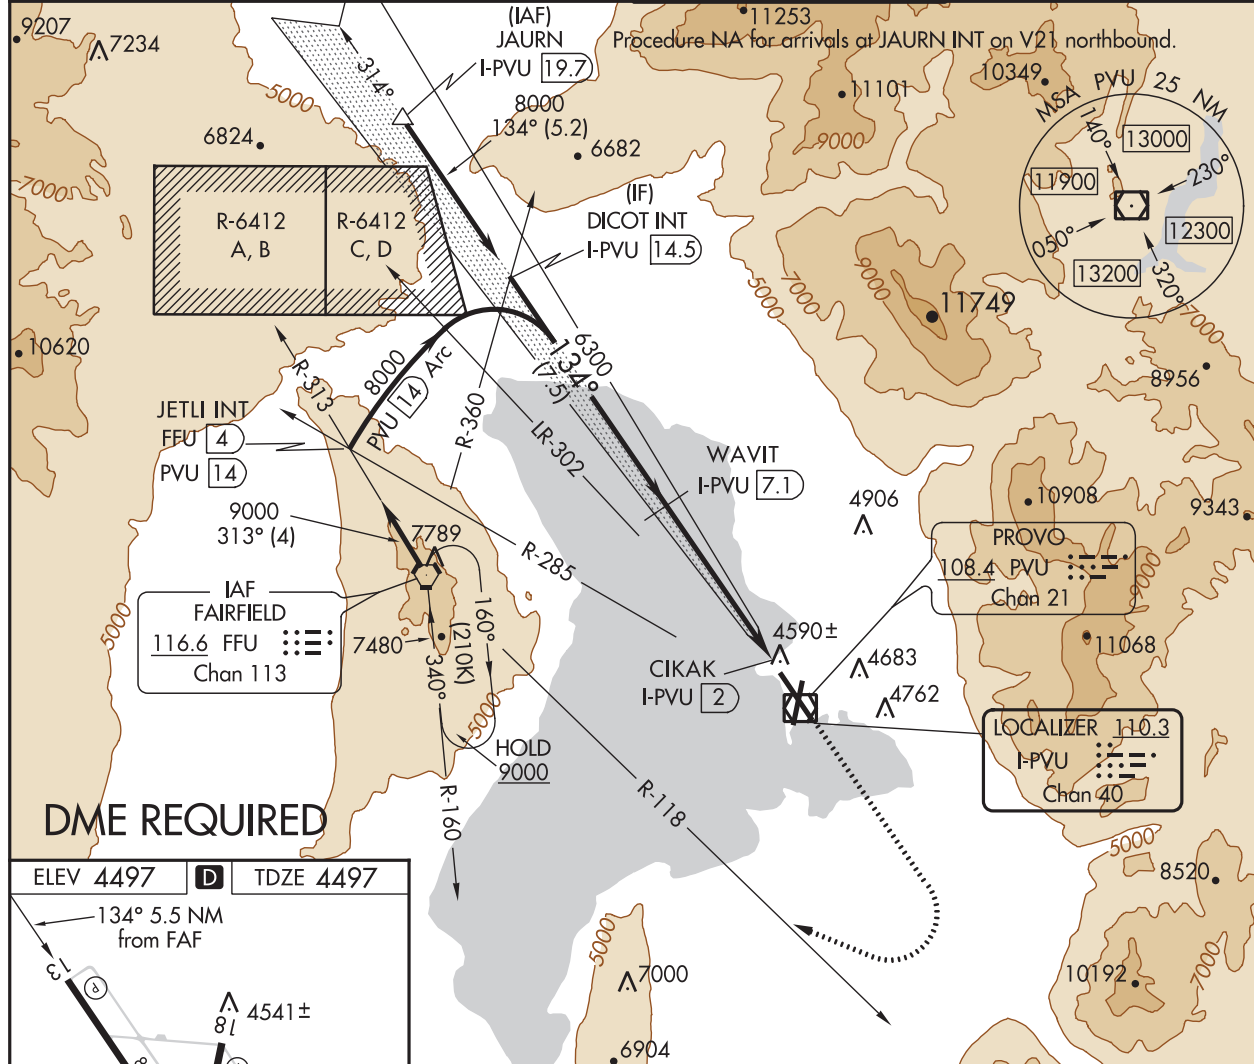 9207
7234
(IAF)
JAURN
I-PVU 19.7
11253
Procedure NA for arrivals at JAURN INT on V21 northbound.
314°
5000
8000
134° (5.2)
11101
10349
MSA PVU 25 NM
140°
13000
230°
11900
050°
12300
13200
320°
6824
6682
9000
7000
R-6412
A, B
R-6412
C, D
(IF)
DICOT INT
I-PVU 14.5
7000
9000
5000
11749
7000
10620
R-313
8000
PVU 14 Arc
R-360
134°
(7.5)
6300
8956
JETLI INT
FFU 4
PVU 14
LR-302
WAVIT
I-PVU 7.1
9000
313° (4)
7789
4906
10908
9343
R-285
PROVO
108.4 PVU
Chan 21
9000
IAF
FAIRFIELD
116.6 FFU
Chan 113
5000
7480
160°
(210K)
340°
5000
4590±
CIKAK
I-PVU 2
4683
4762
11068
HOLD
9000
LOCALIZER 110.3
I-PVU
Chan 40
R-160
R-118
5000
DME REQUIRED
8520
ELEV 4497 D TDZE 4497
134° 5.5 NM
from FAF
13
P
4541±
18
5000
7000
10192
7000
6904